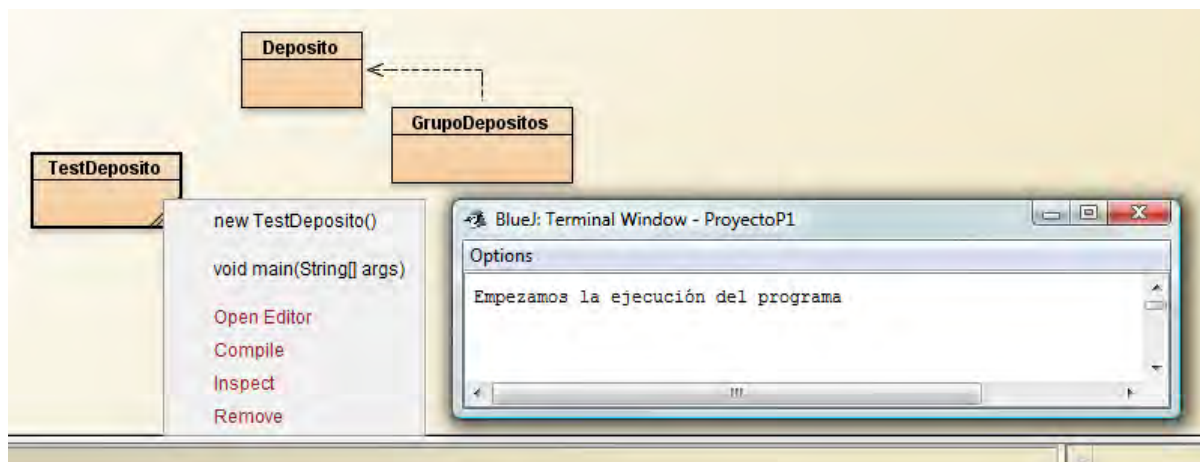 Deposito
GrupoDepositos
TestDeposito
new TestDeposito()
void main(String[] args)
Open Editor
Compile
Inspect
Remove
BlueJ: Terminal Window - ProyectoP1
Options
Empezamos la ejecución del programa